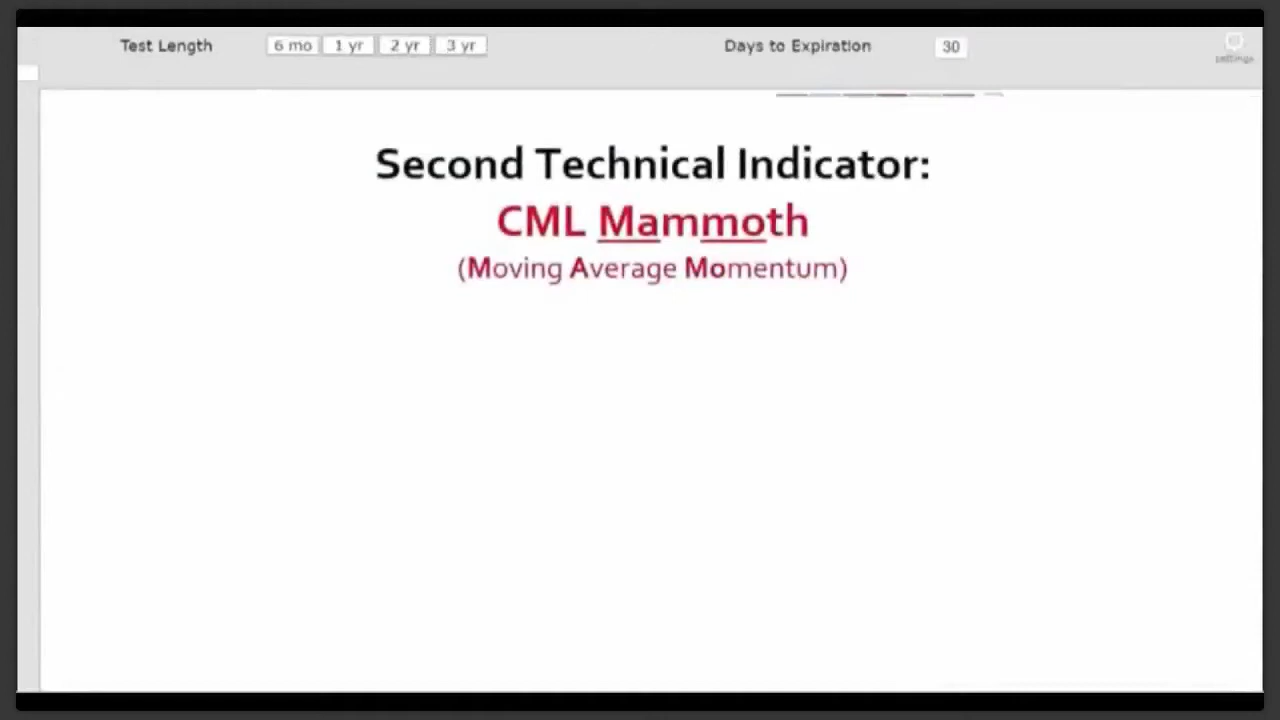 Test Length 6 mo 1 yr 2 yr 3 yr Days to Expiration 30
settings
Second Technical Indicator:
CML Mammoth
(Moving Average Momentum)